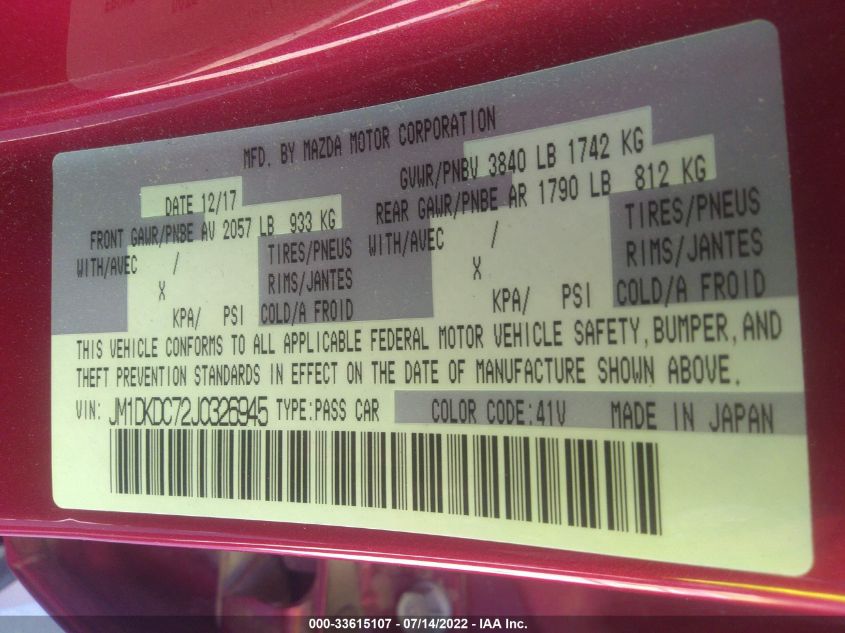 MFD. BY MAZDA MOTOR CORPORATION
DATE 12/17 GVWR/PNBV 3840 LB 1742 KG
FRONT GAWR/PNBE AV 2057 LB 933 KG REAR GAWR/PNBE AR 1790 LB 812 KG
WITH/AVEC / TIRES/PNEUS WITH/AVEC / TIRES/PNEUS
X RIMS/JANTES X RIMS/JANTES
KPA/ PSI COLD/A FROID KPA/ PSI COLD/A FROID
THIS VEHICLE CONFORMS TO ALL APPLICABLE FEDERAL MOTOR VEHICLE SAFETY, BUMPER, AND
THEFT PREVENTION STANDARDS IN EFFECT ON THE DATE OF MANUFACTURE SHOWN ABOVE.
VIN: JM1DKDC72J0326945 TYPE:PASS CAR COLOR CODE:41V MADE IN JAPAN
000-33615107 - 07/14/2022 - IAA Inc.